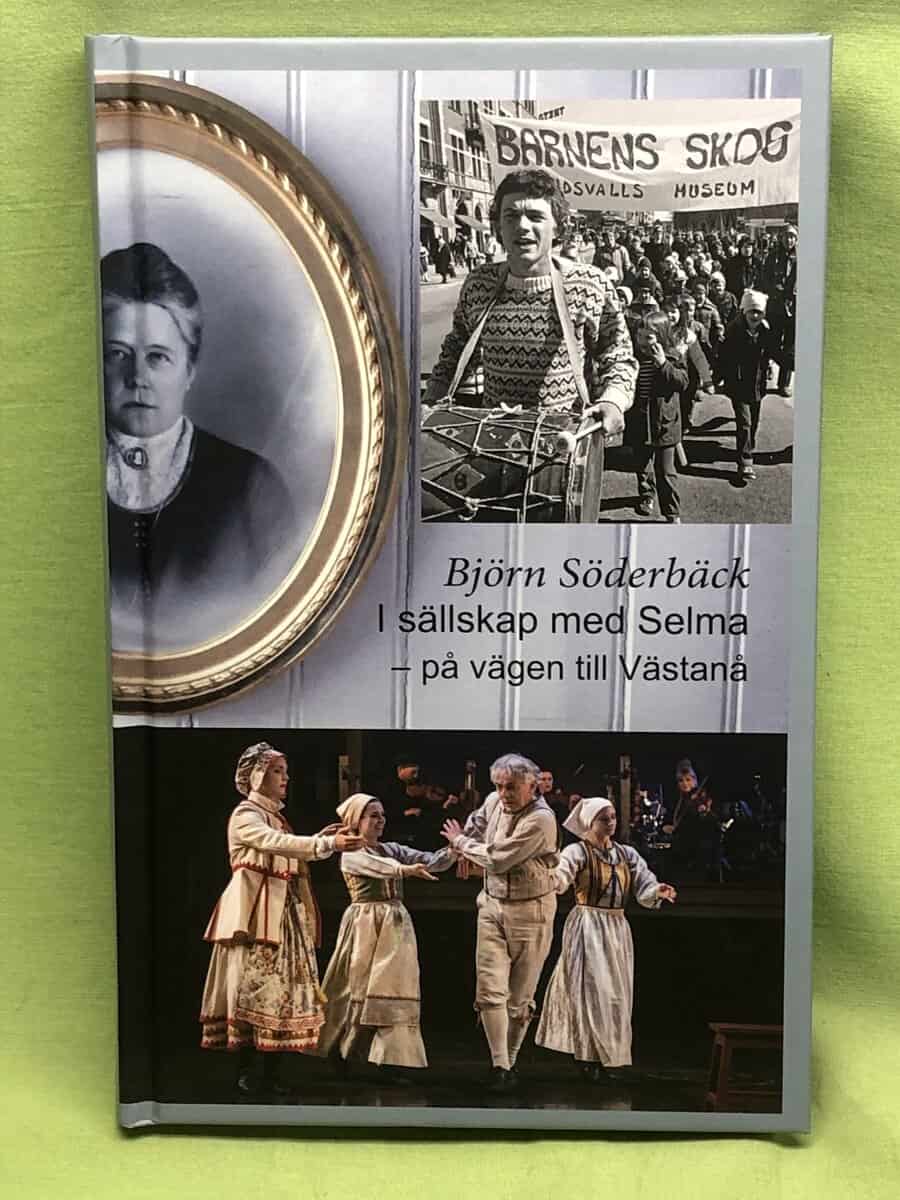 BARNENS SKOG
DSVALLS MUSEUM
Björn Söderbäck
I sällskap med Selma
– på vägen till Västanå